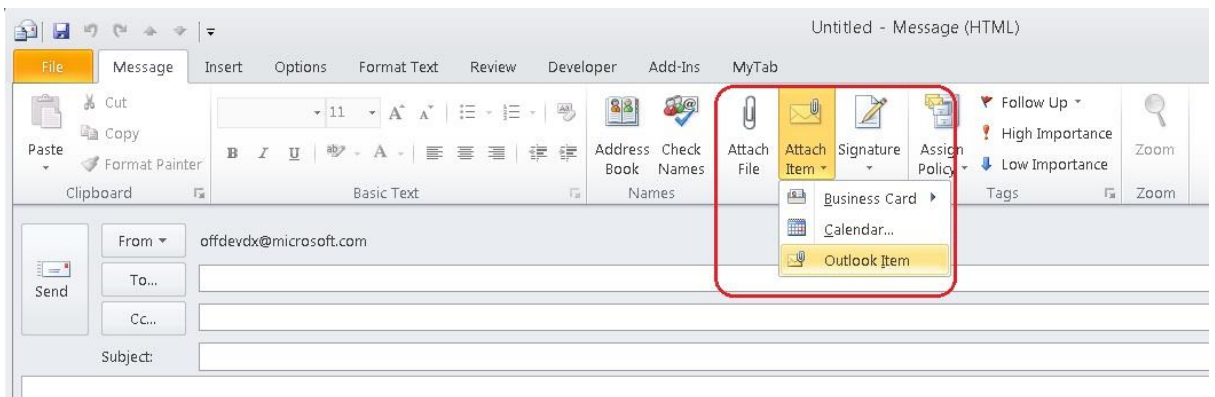 Untitled - Message (HTML)
File Message Insert Options Format Text Review Developer Add-Ins MyTab
Paste
Cut
Copy
Format Painter
Clipboard
11
B I U
Basic Text
Address Book
Check Names
Names
Attach File
Attach Item
Signature
Assign Policy
Follow Up
High Importance
Low Importance
Tags
Zoom
Zoom
Business Card
Calendar...
Outlook Item
Send
From offdevdx@microsoft.com
To...
Cc...
Subject: